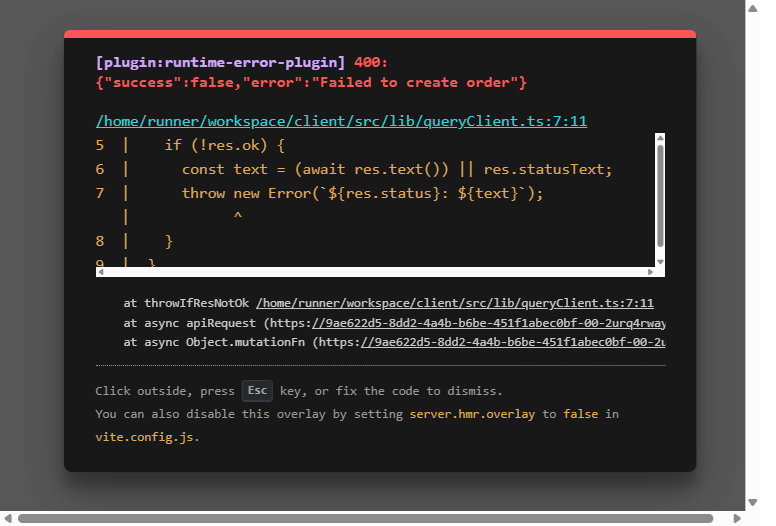 [plugin:runtime-error-plugin] 400:
{"success":false,"error":"Failed to create order"}
/home/runner/workspace/client/src/lib/queryClient.ts:7:11
5 | if (!res.ok) {
6 | const text = (await res.text()) || res.statusText;
7 | throw new Error(`${res.status}: ${text}`);
| ^
8 | }
9 | }
at throwIfResNotOk /home/runner/workspace/client/src/lib/queryClient.ts:7:11
at async apiRequest (https://9ae622d5-8dd2-4a4b-b6be-451f1abec0bf-00-2urq4rway
at async Object.mutationFn (https://9ae622d5-8dd2-4a4b-b6be-451f1abec0bf-00-2u
Click outside, press Esc key, or fix the code to dismiss.
You can also disable this overlay by setting server.hmr.overlay to false in
vite.config.js.